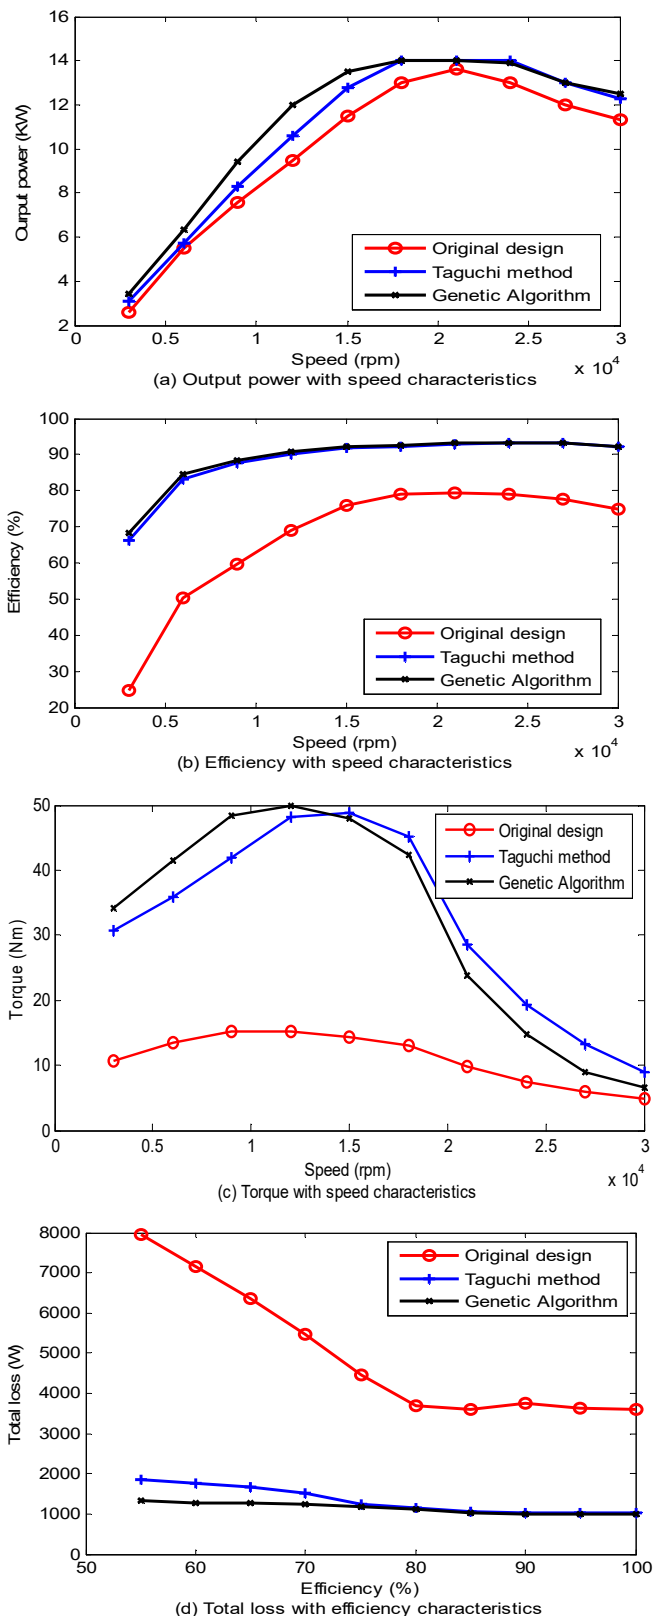 16
14
12
10
8
6
4
2
Ourput power (KW)
Original design
Taguchi method
Genetic Algorithm
0 0.5 1 1.5 2 2.5 3
Speed (rpm)
x 10^4
(a) Output power with speed characteristics
100
90
80
70
60
50
40
30
20
Efficiency (%)
Original design
Taguchi method
Genetic Algorithm
0 0.5 1 1.5 2 2.5 3
Speed (rpm)
x 10^4
(b) Efficiency with speed characteristics
50
40
30
20
10
0
Torque (Nm)
Original design
Taguchi method
Genetic Algorithm
0 0.5 1 1.5 2 2.5 3
Speed (rpm)
x 10^4
(c) Torque with speed characteristics
8000
7000
6000
5000
4000
3000
2000
1000
0
Total loss (W)
Original design
Taguchi method
Genetic Algorithm
50 60 70 80 90 100
Efficiency (%)
(d) Total loss with efficiency characteristics